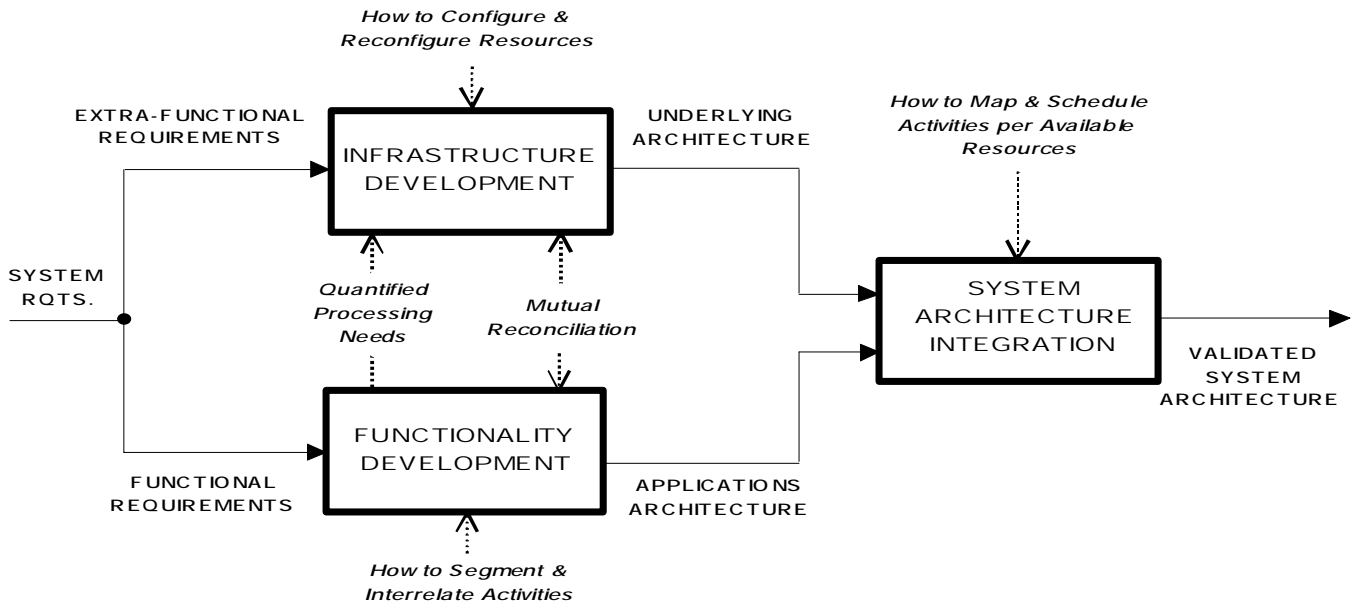 How to Configure &
Reconfigure Resources
EXTRA-FUNCTIONAL
REQUIREMENTS
UNDERLYING
ARCHITECTURE
How to Map & Schedule
Activities per Available
Resources
INFRASTRUCTURE
DEVELOPMENT
SYSTEM
RQTS.
Quantified
Processing
Needs
Mutual
Reconciliation
SYSTEM
ARCHITECTURE
INTEGRATION
VALIDATED
SYSTEM
ARCHITECTURE
FUNCTIONALITY
DEVELOPMENT
FUNCTIONAL
REQUIREMENTS
APPLICATIONS
ARCHITECTURE
How to Segment &
Interrelate Activities